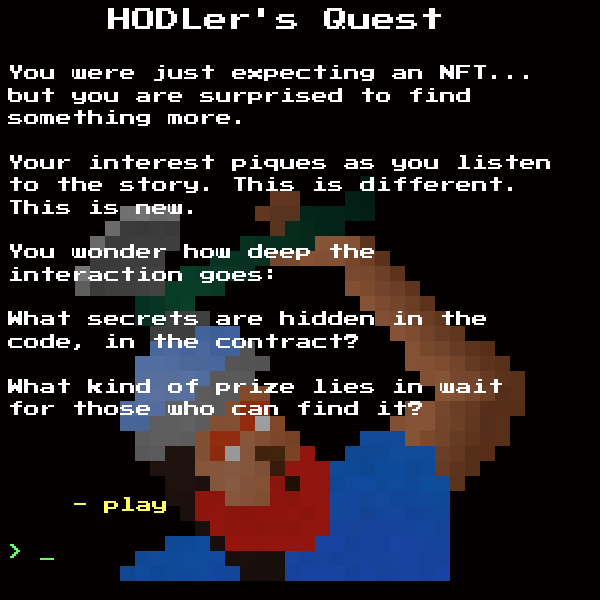 HODLer's Quest
You were just expecting an NFT...
but you are surprised to find
something more.
Your interest piques as you listen
to the story. This is different.
This is new.
You wonder how deep the
interaction goes:
What secrets are hidden in the
code, in the contract?
What kind of prize lies in wait
for those who can find it?
- play
> _